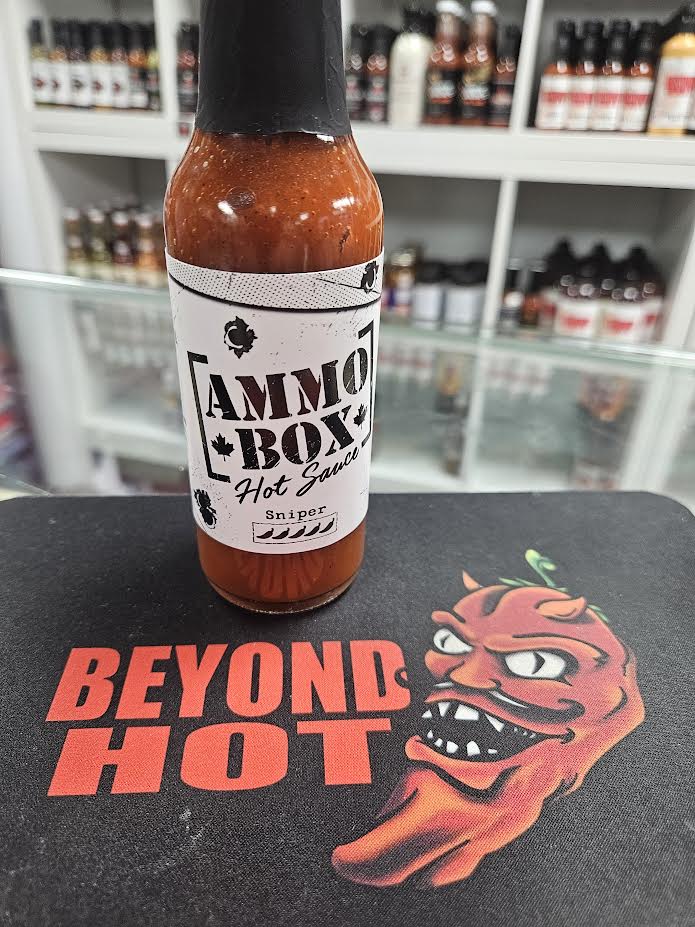 AMMO
BOX
Hot Sauce
Sniper
BEYOND
HOT